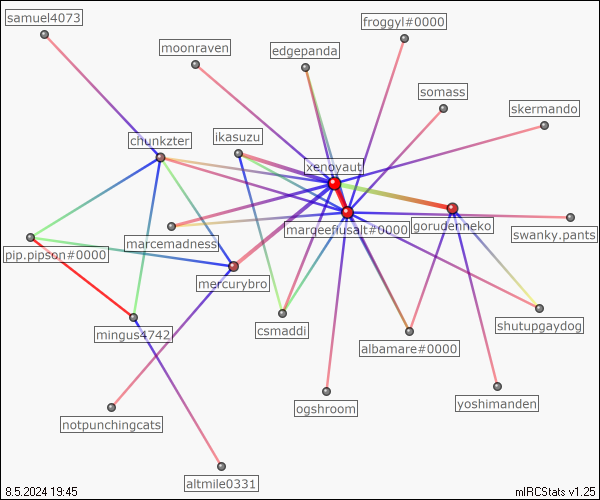 samuel4073
froggyl#0000
moonraven
edgepanda
somass
skermando
chunkzter
ikasuzu
xenoyaut
margeefiusalt#0000
gorudenneko
swanky.pants
marcemadness
pip.pipson#0000
mercurybro
csmaddi
shutupgaydog
mingus4742
albamare#0000
yoshimanden
ogshroom
notpunchingcats
altmile0331
8.5.2024 19:45
mIRCStats v1.25